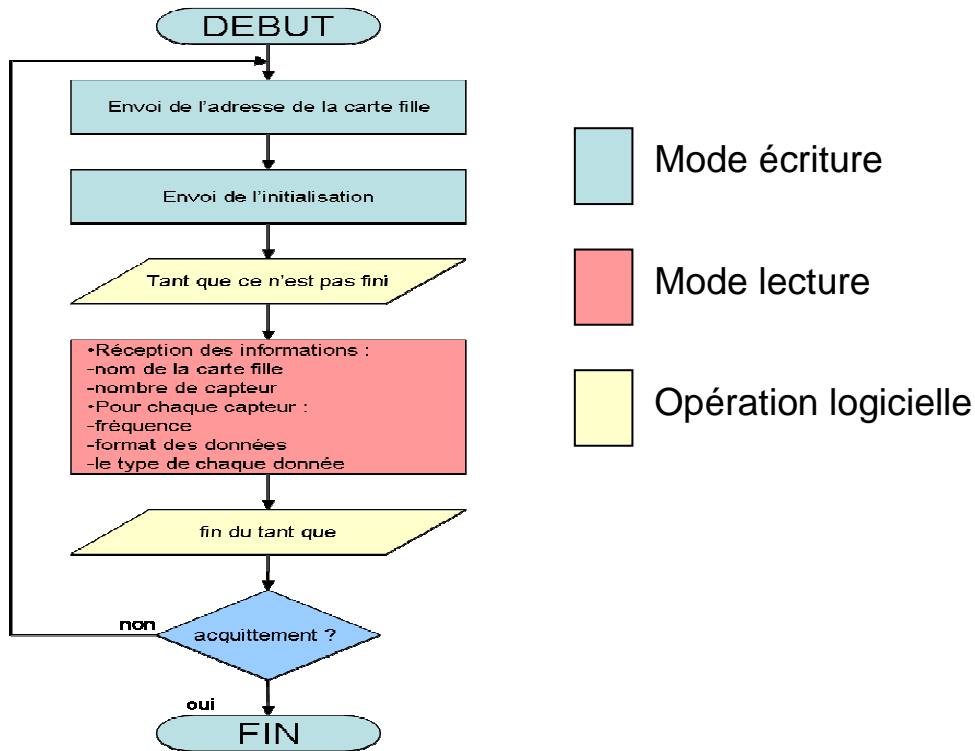 DEBUT
Envoi de l'adresse de la carte fille
Envoi de l'initialisation
Tant que ce n'est pas fini
•Réception des informations :
-nom de la carte fille
-nombre de capteur
•Pour chaque capteur :
-fréquence
-format des données
-le type de chaque donnée
fin du tant que
non
acquittement ?
oui
FIN
Mode écriture
Mode lecture
Opération logicielle